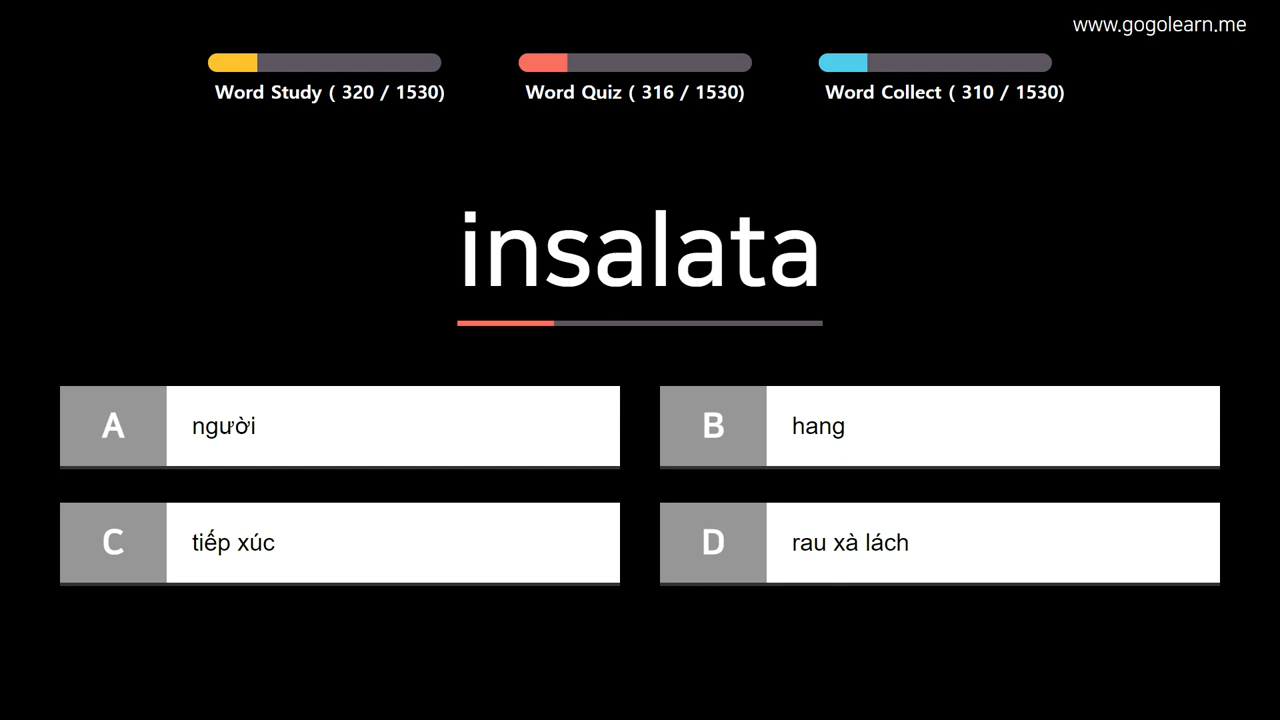 www.gogolearn.me
Word Study ( 320 / 1530)
Word Quiz ( 316 / 1530)
Word Collect ( 310 / 1530)
insalata
A người
B hang
C tiếp xúc
D rau xà lách